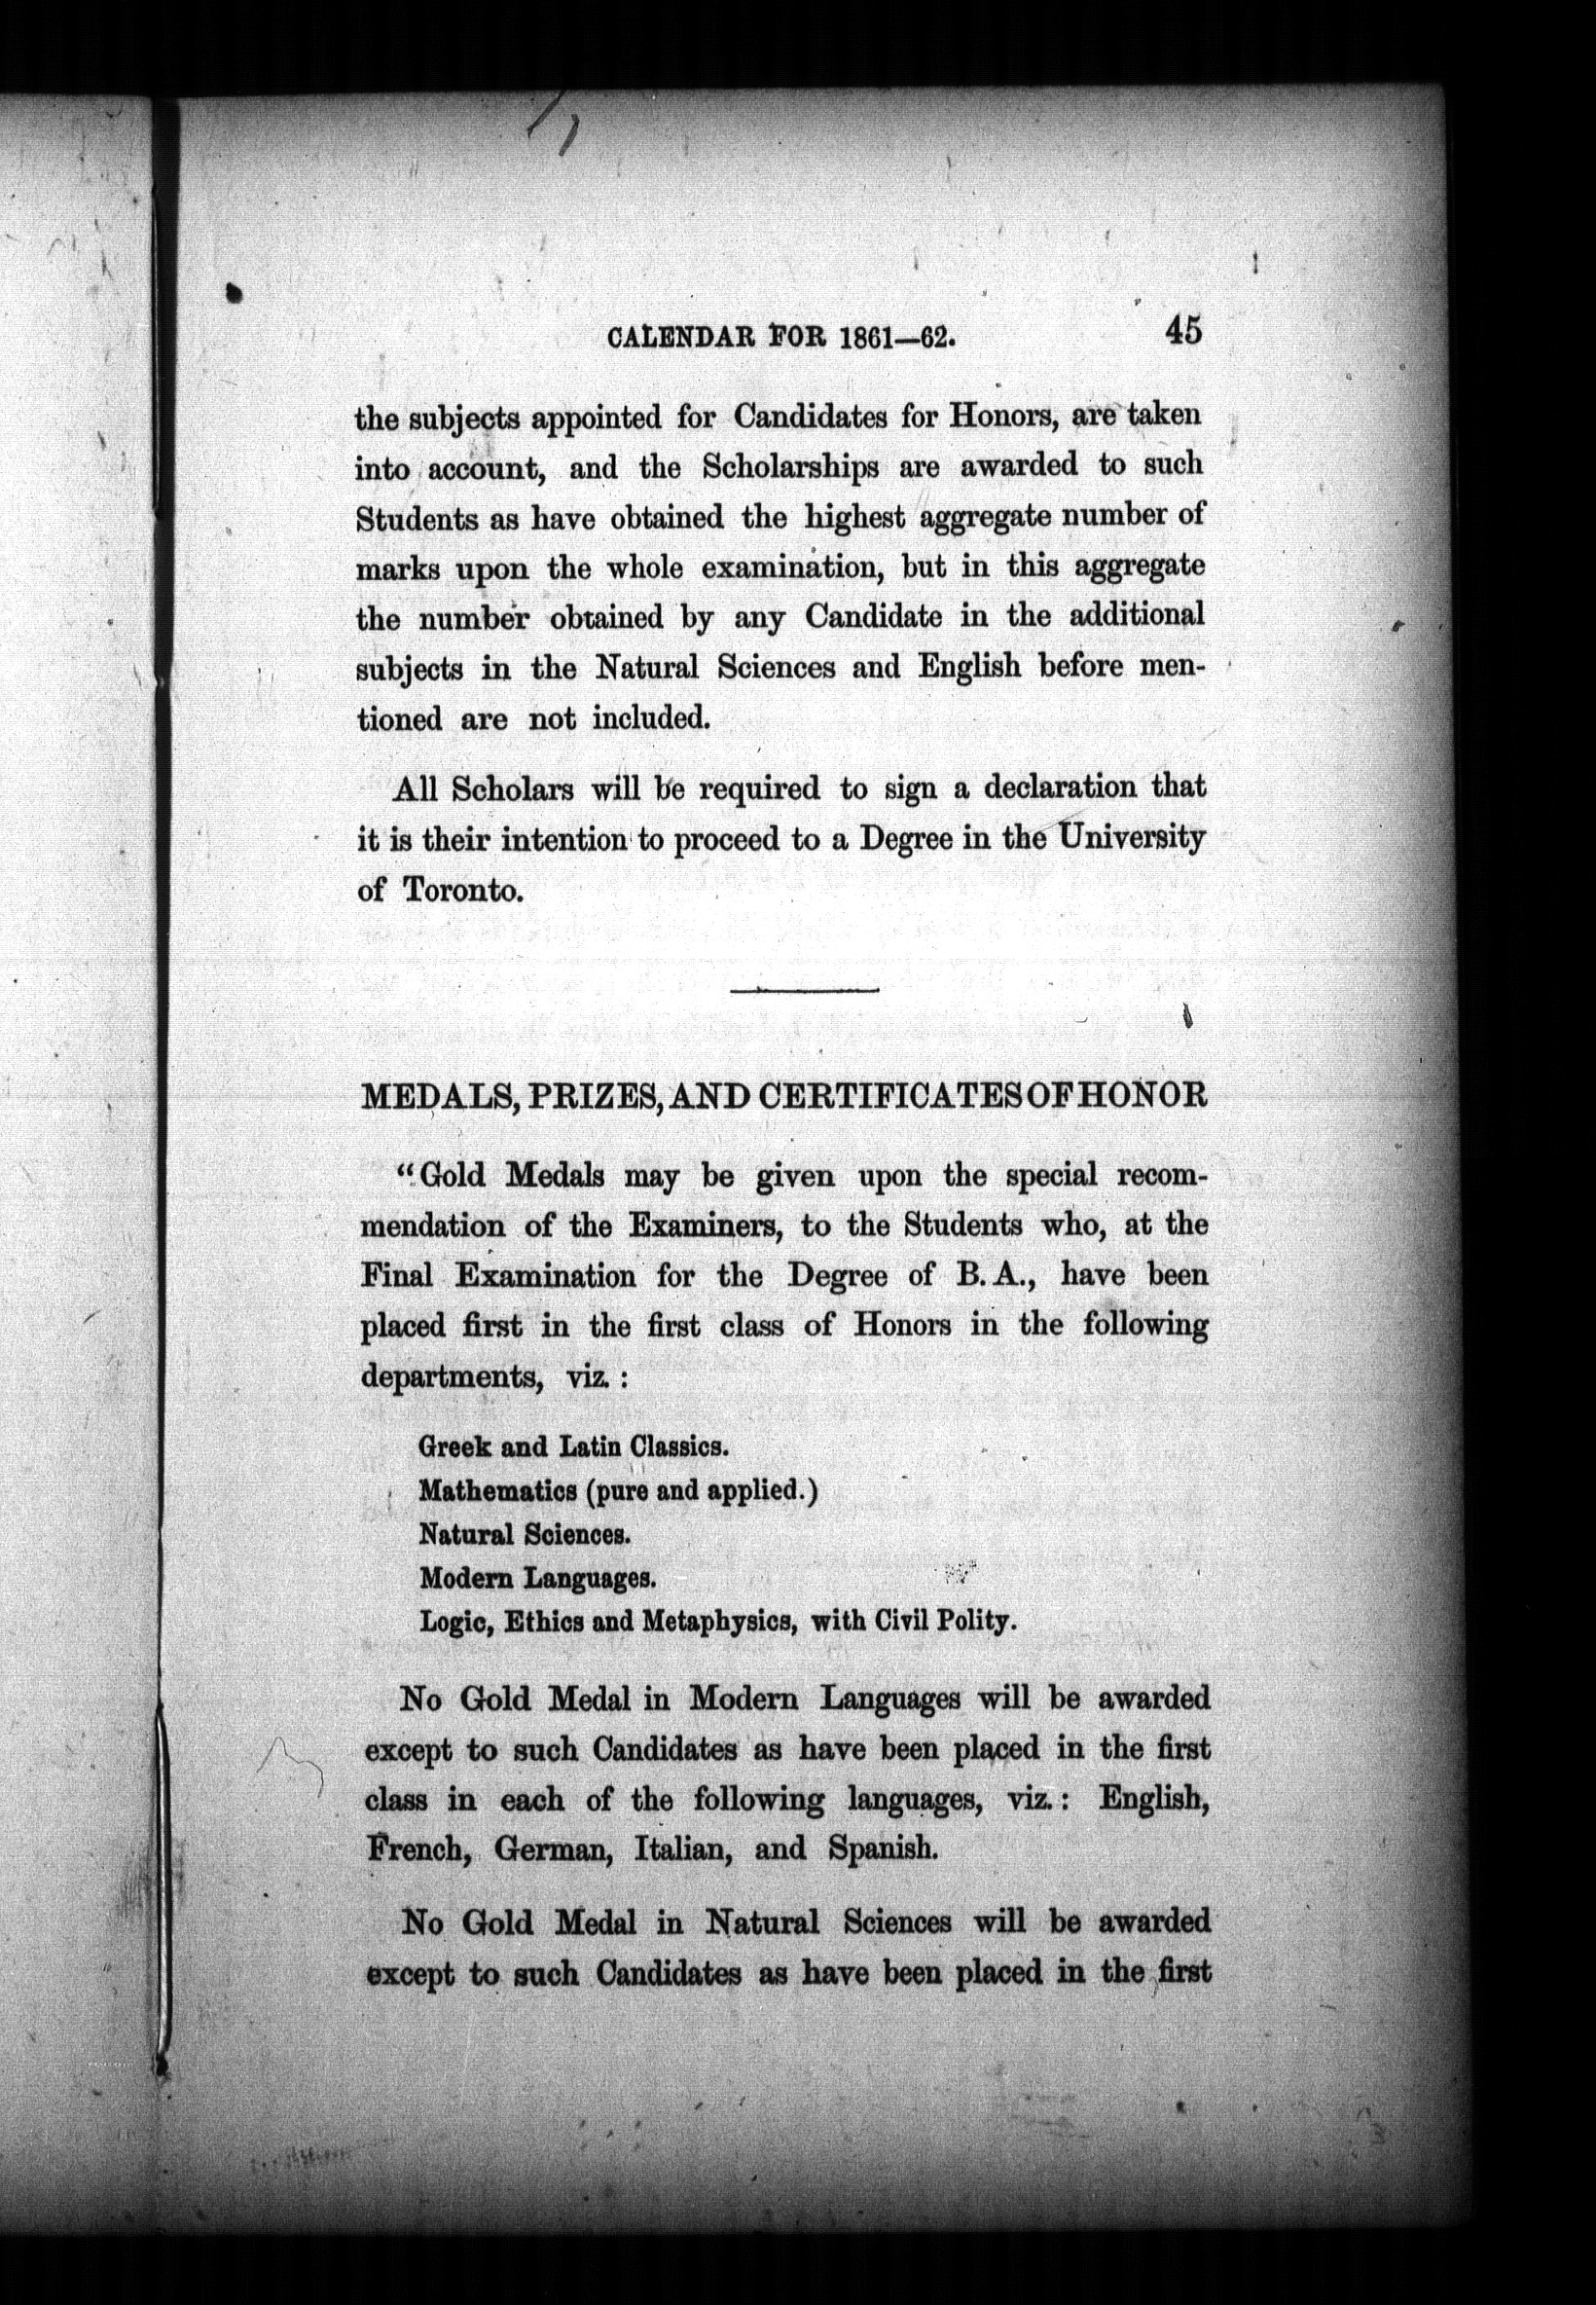 CALENDAR FOR 1861—62. 45
the subjects appointed for Candidates for Honors, are taken
into account, and the Scholarships are awarded to such
Students as have obtained the highest aggregate number of
marks upon the whole examination, but in this aggregate
the number obtained by any Candidate in the additional
subjects in the Natural Sciences and English before men-
tioned are not included.
All Scholars will be required to sign a declaration that
it is their intention to proceed to a Degree in the University
of Toronto.
MEDALS, PRIZES, AND CERTIFICATES OF HONOR
“Gold Medals may be given upon the special recom-
mendation of the Examiners, to the Students who, at the
Final Examination for the Degree of B. A., have been
placed first in the first class of Honors in the following
departments, viz. :
Greek and Latin Classics.
Mathematics (pure and applied.)
Natural Sciences.
Modern Languages.
Logic, Ethics and Metaphysics, with Civil Polity.
No Gold Medal in Modern Languages will be awarded
except to such Candidates as have been placed in the first
class in each of the following languages, viz. : English,
French, German, Italian, and Spanish.
No Gold Medal in Natural Sciences will be awarded
except to such Candidates as have been placed in the first